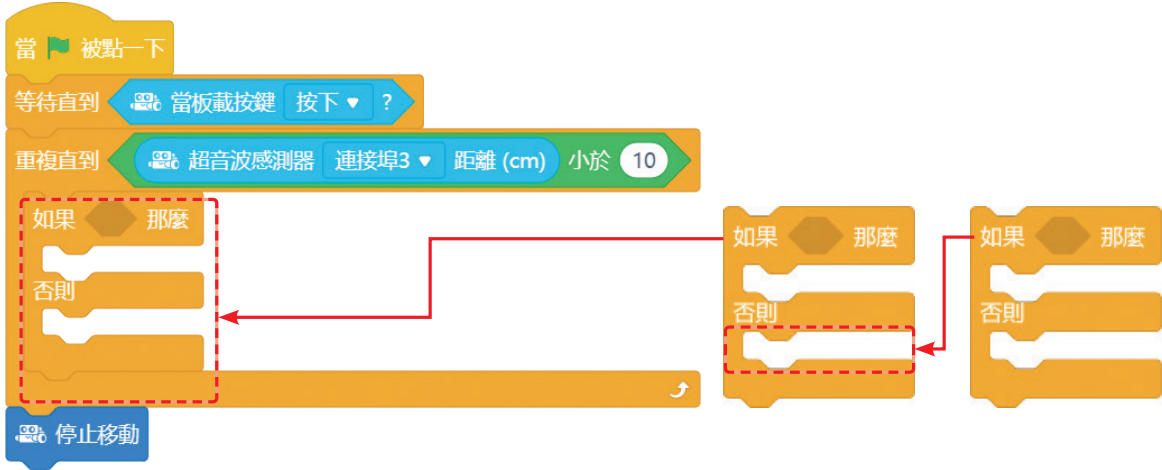 當 被點一下
等待直到 當板載按鍵 按下 ?
重複直到 超音波感測器 連接埠3 距離 (cm) 小於 10
如果 那麼
否則
如果 那麼
否則
如果 那麼
否則
停止移動